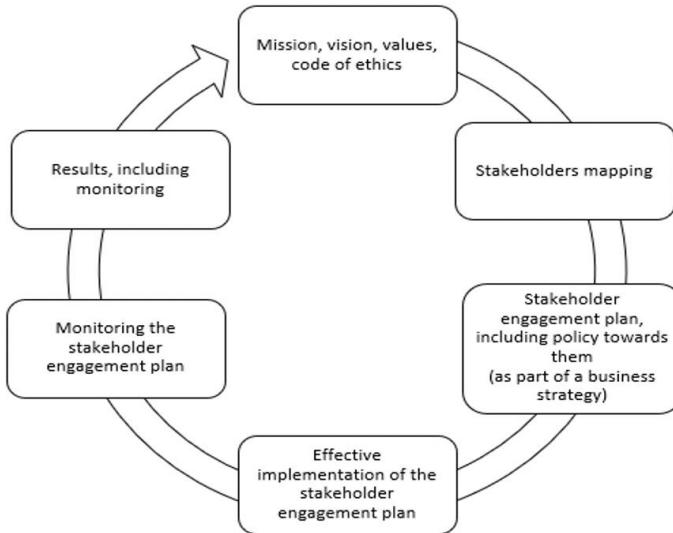 Mission, vision, values,
code of ethics
Stakeholders mapping
Stakeholder
engagement plan,
including policy towards
them
(as part of a business
strategy)
Effective
implementation of the
stakeholder
engagement plan
Monitoring the
stakeholder
engagement plan
Results, including
monitoring